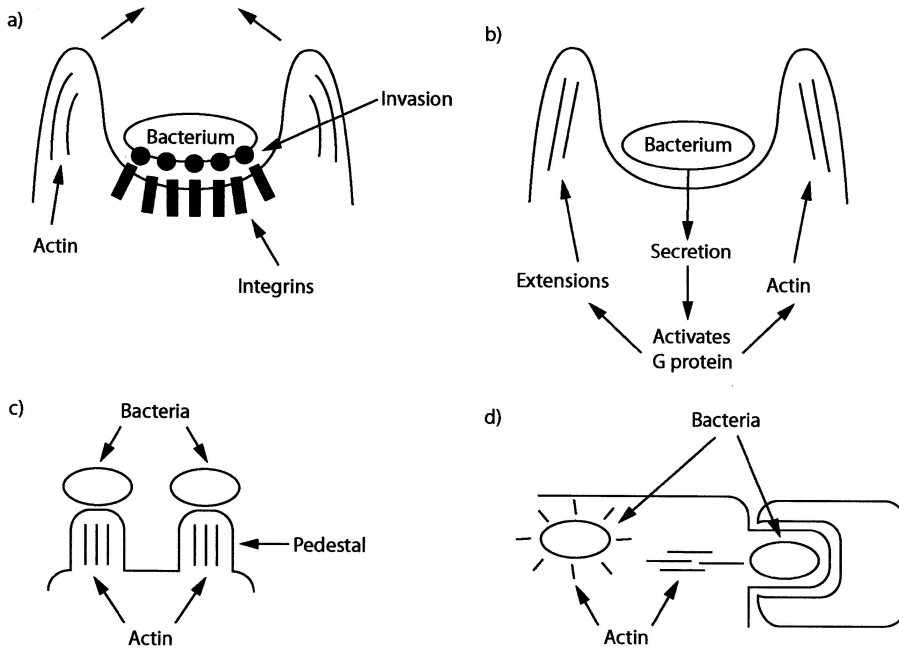 a)
Invasion
Bacterium
Actin
Integrins
b)
Bacterium
Secretion
Extensions
Actin
Activates
G protein
c)
Bacteria
Pedestal
Actin
d)
Bacteria
Actin